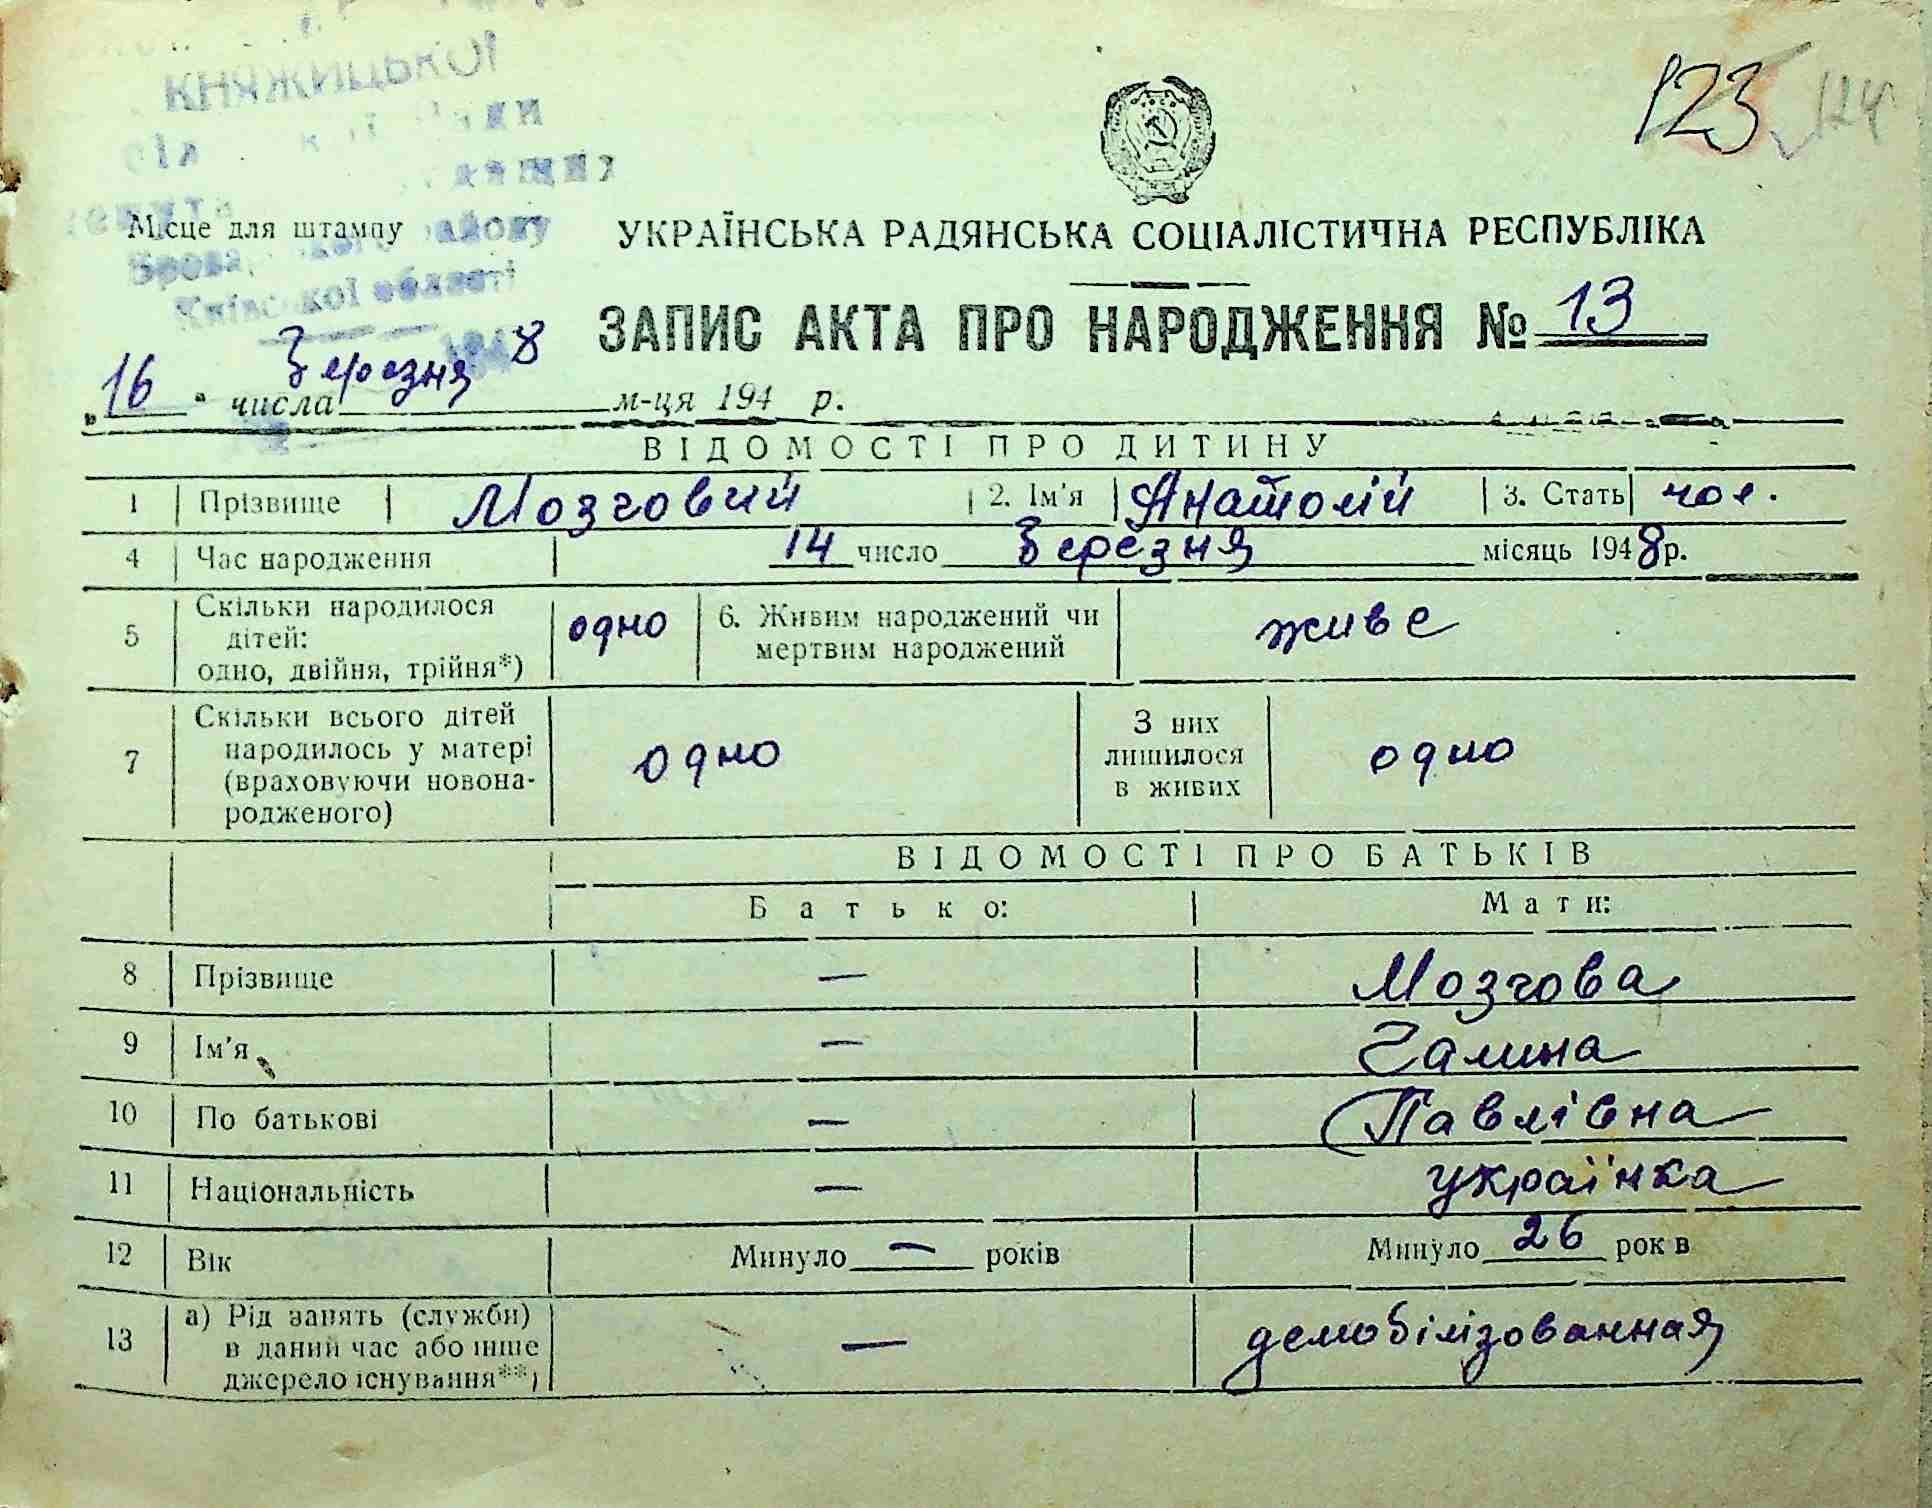 КНЯЖИЦЬКОЇ
123 124
Місце для штампу
району
Київської області
УКРАЇНСЬКА РАДЯНСЬКА СОЦІАЛІСТИЧНА РЕСПУБЛІКА
ЗАПИС АКТА ПРО НАРОДЖЕННЯ № 13
„16“ числа Березня м-ця 194 8 р.
ВІДОМОСТІ ПРО ДИТИНУ
1 Прізвище Мозговий 2. Ім'я Анатолій 3. Стать чол.
4 Час народження 14 число Березня місяць 1948 р.
5 Скільки народилося дітей: одно, двійня, трійня*) одно 6. Живим народжений чи мертвим народжений живе
7 Скільки всього дітей народилось у матері (враховуючи новонародженого) одно З них лишилося в живих одно
ВІДОМОСТІ ПРО БАТЬКІВ
Батько: Мати:
8 Прізвище — Мозгова
9 Ім'я — Галина
10 По батькові — Павлівна
11 Національність — українка
12 Вік Минуло — років Минуло 26 рок в
13 а) Рід занять (служби) в даний час або інше джерело існування**) — демобілізованная